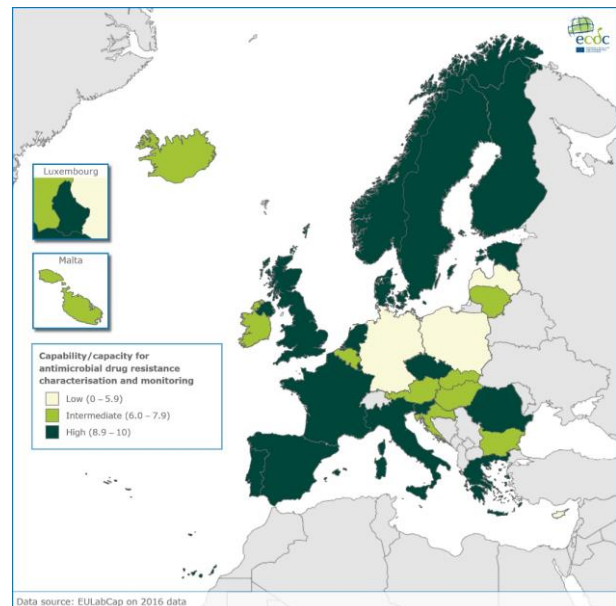 ecdc
Luxembourg
Malta
Capability/capacity for
antimicrobial drug resistance
characterisation and monitoring
Low (0 – 5.9)
Intermediate (6.0 – 7.9)
High (8.9 – 10)
Data source: EULabCap on 2016 data